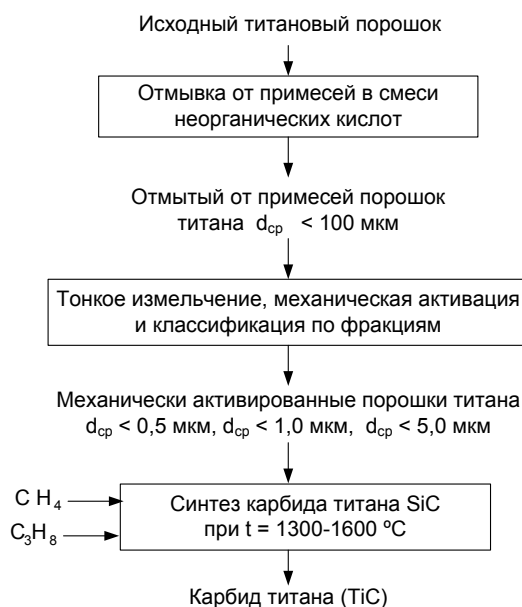 Исходный титановый порошок
Отмывка от примесей в смеси
неорганических кислот
Отмытый от примесей порошок
титана dср < 100 мкм
Тонкое измельчение, механическая активация
и классификация по фракциям
Механически активированные порошки титана
dср < 0,5 мкм, dср < 1,0 мкм, dср < 5,0 мкм
C H4
C3H8
Синтез карбида титана SiC
при t = 1300-1600 ºC
Карбид титана (TiC)